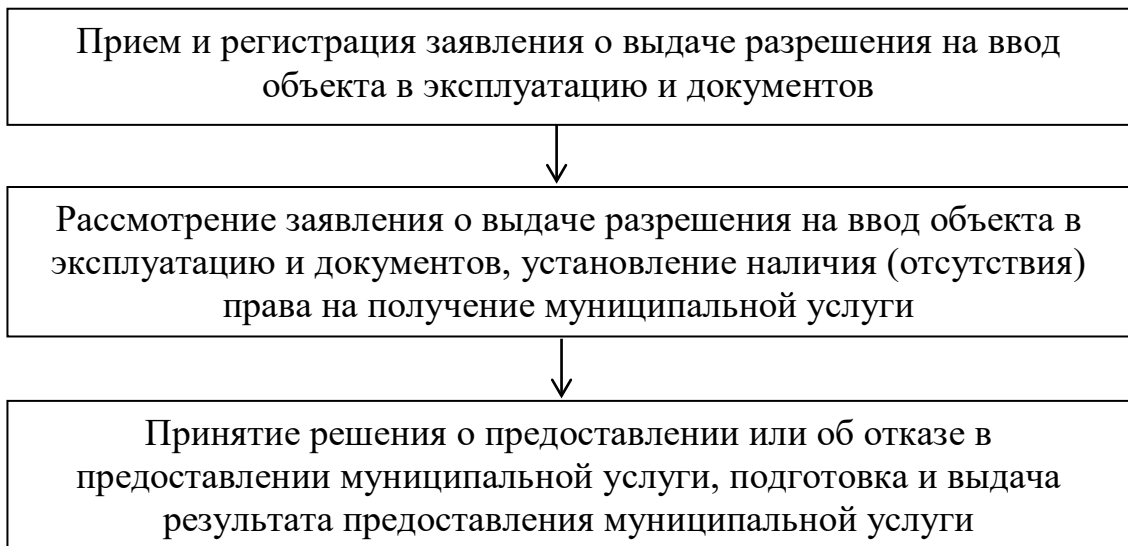 Прием и регистрация заявления о выдаче разрешения на ввод
объекта в эксплуатацию и документов
Рассмотрение заявления о выдаче разрешения на ввод объекта в
эксплуатацию и документов, установление наличия (отсутствия)
права на получение муниципальной услуги
Принятие решения о предоставлении или об отказе в
предоставлении муниципальной услуги, подготовка и выдача
результата предоставления муниципальной услуги